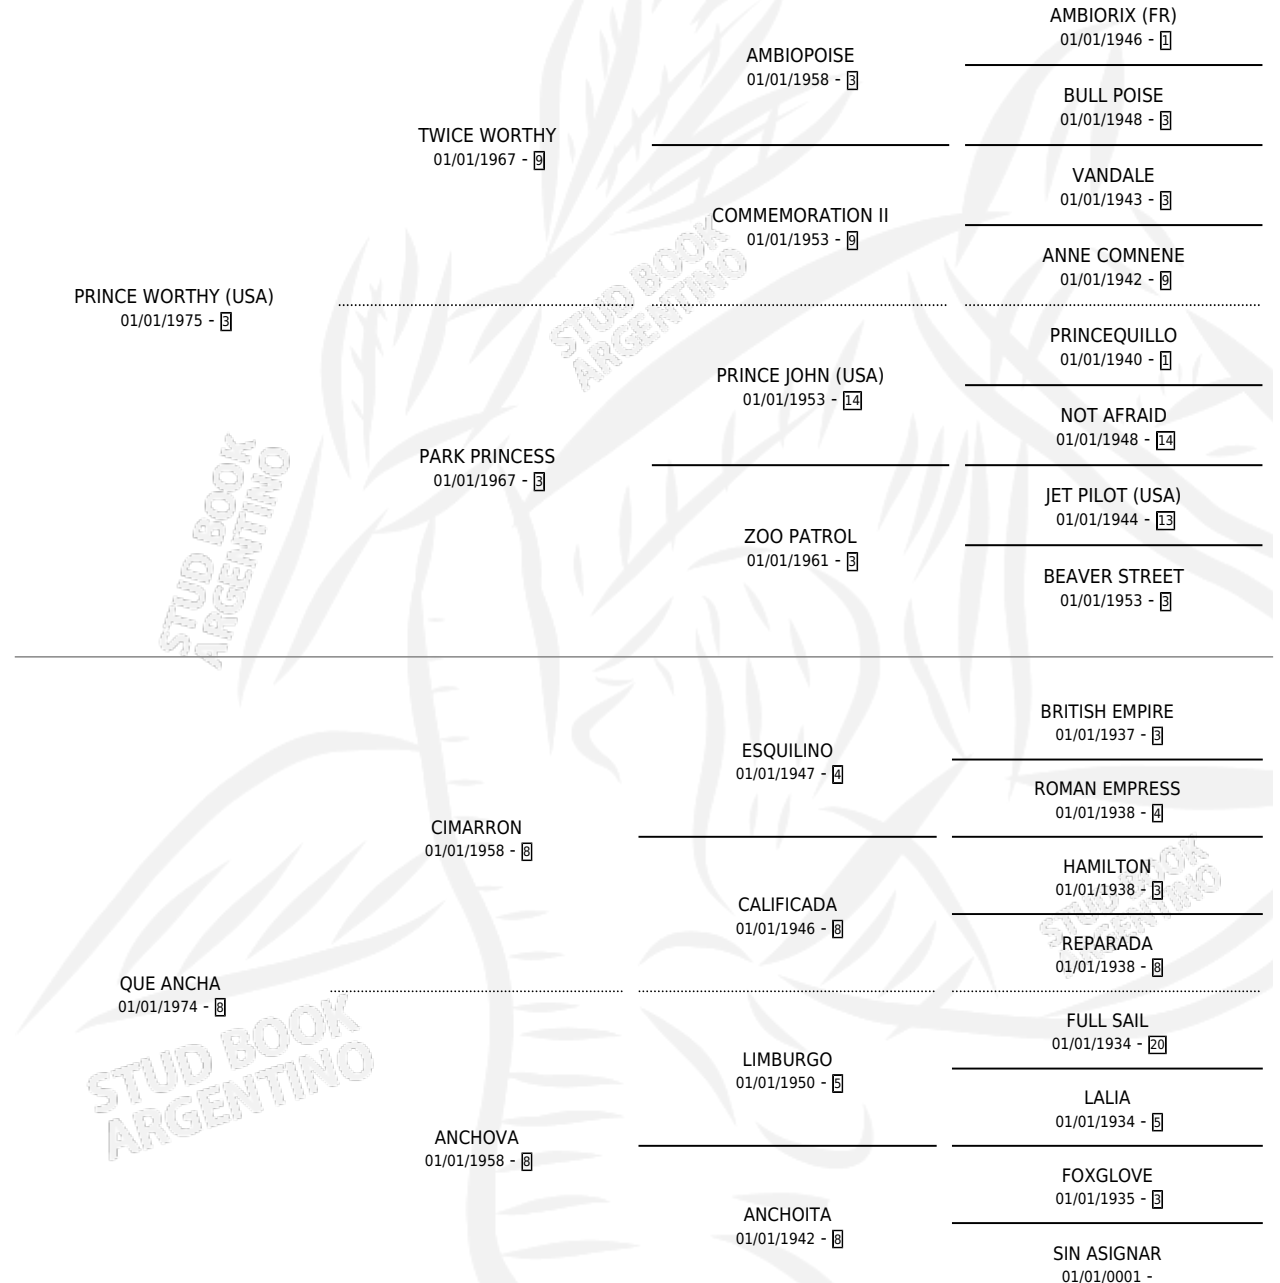 AMBIORIX (FR)
01/01/1946 - 1
AMBIOPOISE
01/01/1958 - 3
BULL POISE
01/01/1948 - 3
TWICE WORTHY
01/01/1967 - 9
VANDALE
01/01/1943 - 3
COMMEMORATION II
01/01/1953 - 9
ANNE COMNENE
01/01/1942 - 9
PRINCE WORTHY (USA)
01/01/1975 - 3
PRINCEQUILLO
01/01/1940 - 1
PRINCE JOHN (USA)
01/01/1953 - 14
NOT AFRAID
01/01/1948 - 14
PARK PRINCESS
01/01/1967 - 3
JET PILOT (USA)
01/01/1944 - 13
ZOO PATROL
01/01/1961 - 3
BEAVER STREET
01/01/1953 - 3
BRITISH EMPIRE
01/01/1937 - 3
ESQUILINO
01/01/1947 - 4
ROMAN EMPRESS
01/01/1938 - 4
CIMARRON
01/01/1958 - 8
HAMILTON
01/01/1938 - 3
CALIFICADA
01/01/1946 - 8
REPARADA
01/01/1938 - 8
QUE ANCHA
01/01/1974 - 8
FULL SAIL
01/01/1934 - 20
LIMBURGO
01/01/1950 - 5
LALIA
01/01/1934 - 5
ANCHOVA
01/01/1958 - 8
FOXGLOVE
01/01/1935 - 3
ANCHOITA
01/01/1942 - 8
SIN ASIGNAR
01/01/0001 -
STUD BOOK
ARGENTINO
STUD BOOK
ARGENTINO
STUD BOOK
ARGENTINO
STUD BOOK
ARGENTINO